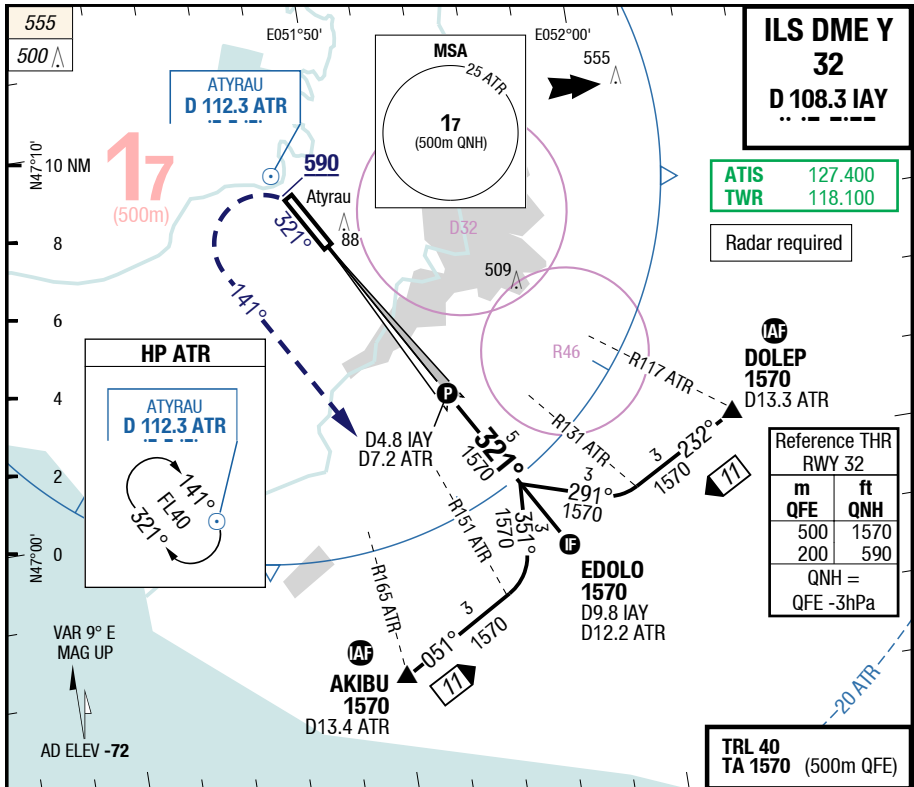 555
500
E051°50'
E052°00'
ILS DME Y
32
D 108.3 IAY
ATYRAU
D 112.3 ATR
MSA
25 ATR
17
(500m QNH)
555
N47°10'
10 NM
17
(500m)
590
Atyrau
88
321°
D32
ATIS 127.400
TWR 118.100
Radar required
8
141°
509
6
R46
IAF
DOLEP
1570
D13.3 ATR
R117 ATR
HP ATR
ATYRAU
D 112.3 ATR
141°
FL40
321°
4
P
D4.8 IAY
D7.2 ATR
5
321°
1570
R131 ATR
232°
3
1570
11
Reference THR
RWY 32
m ft
QFE QNH
500 1570
200 590
QNH =
QFE -3hPa
2
3
291°
1570
351°
1570
3
R151 ATR
N47°00'
0
IF
EDOLO
1570
D9.8 IAY
D12.2 ATR
R165 ATR
3
051°
1570
11
IAF
AKIBU
1570
D13.4 ATR
VAR 9° E
MAG UP
AD ELEV -72
20 ATR
TRL 40
TA 1570 (500m QFE)